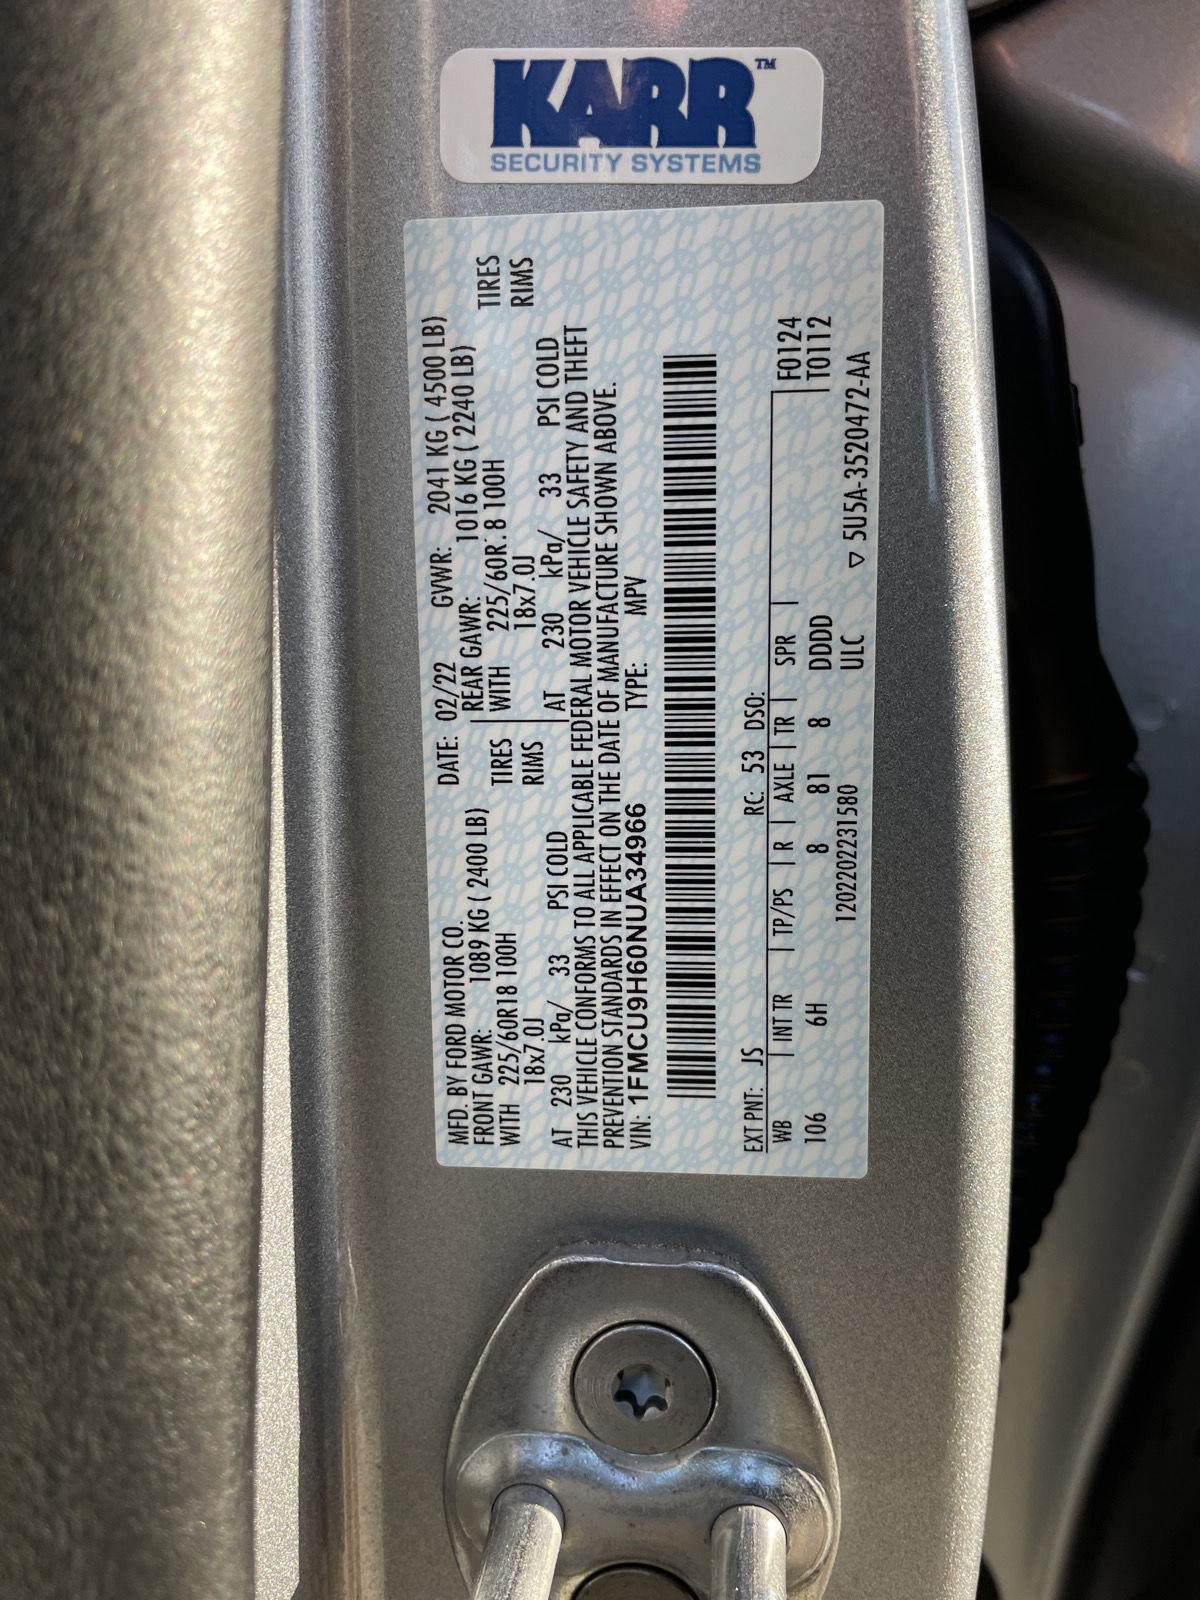 KARR™
SECURITY SYSTEMS
MFD. BY FORD MOTOR CO. DATE: 02/22 GVWR: 2041 KG ( 4500 LB)
FRONT GAWR: 1089 KG ( 2400 LB) REAR GAWR: 1016 KG ( 2240 LB)
WITH 225/60R18 100H TIRES WITH 225/60R18 100H TIRES
18x7.0J RIMS 18x7.0J RIMS
AT 230 kPa/ 33 PSI COLD AT 230 kPa/ 33 PSI COLD
THIS VEHICLE CONFORMS TO ALL APPLICABLE FEDERAL MOTOR VEHICLE SAFETY AND THEFT
PREVENTION STANDARDS IN EFFECT ON THE DATE OF MANUFACTURE SHOWN ABOVE.
VIN: 1FMCU9H60NUA34966 TYPE: MPV
EXT PNT: JS RC: 53 DSO:
WB INT TR TP/PS R AXLE TR SPR F0124
106 6H 8 81 8 DDDD T0112
1202202231580 ULC ▽ 5U5A-3520472-AA